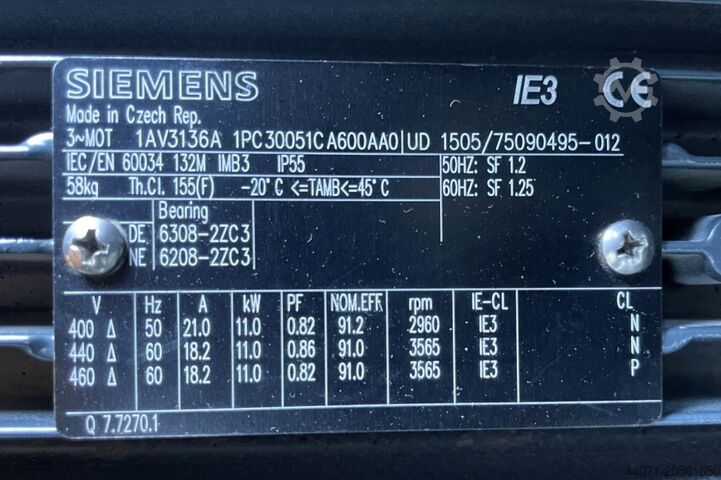 SIEMENS IE3 CE
Made in Czech Rep.
3~MOT 1AV3136A 1PC30051CA600AA0 UD 1505/75090495-012
IEC/EN 60034 132M IMB3 IP55 50HZ: SF 1.2
58kg Th.Cl. 155(F) -20°C <=TAMB<=45°C 60HZ: SF 1.25
Bearing
DE 6308-2ZC3
NE 6208-2ZC3
V Hz A kW PF NOM.EFF rpm IE-CL CL
400 Δ 50 21.0 11.0 0.82 91.2 2960 IE3 N
440 Δ 60 18.2 11.0 0.86 91.0 3565 IE3 N
460 Δ 60 18.2 11.0 0.82 91.0 3565 IE3 P
Q 7.7270.1
44071-20561650